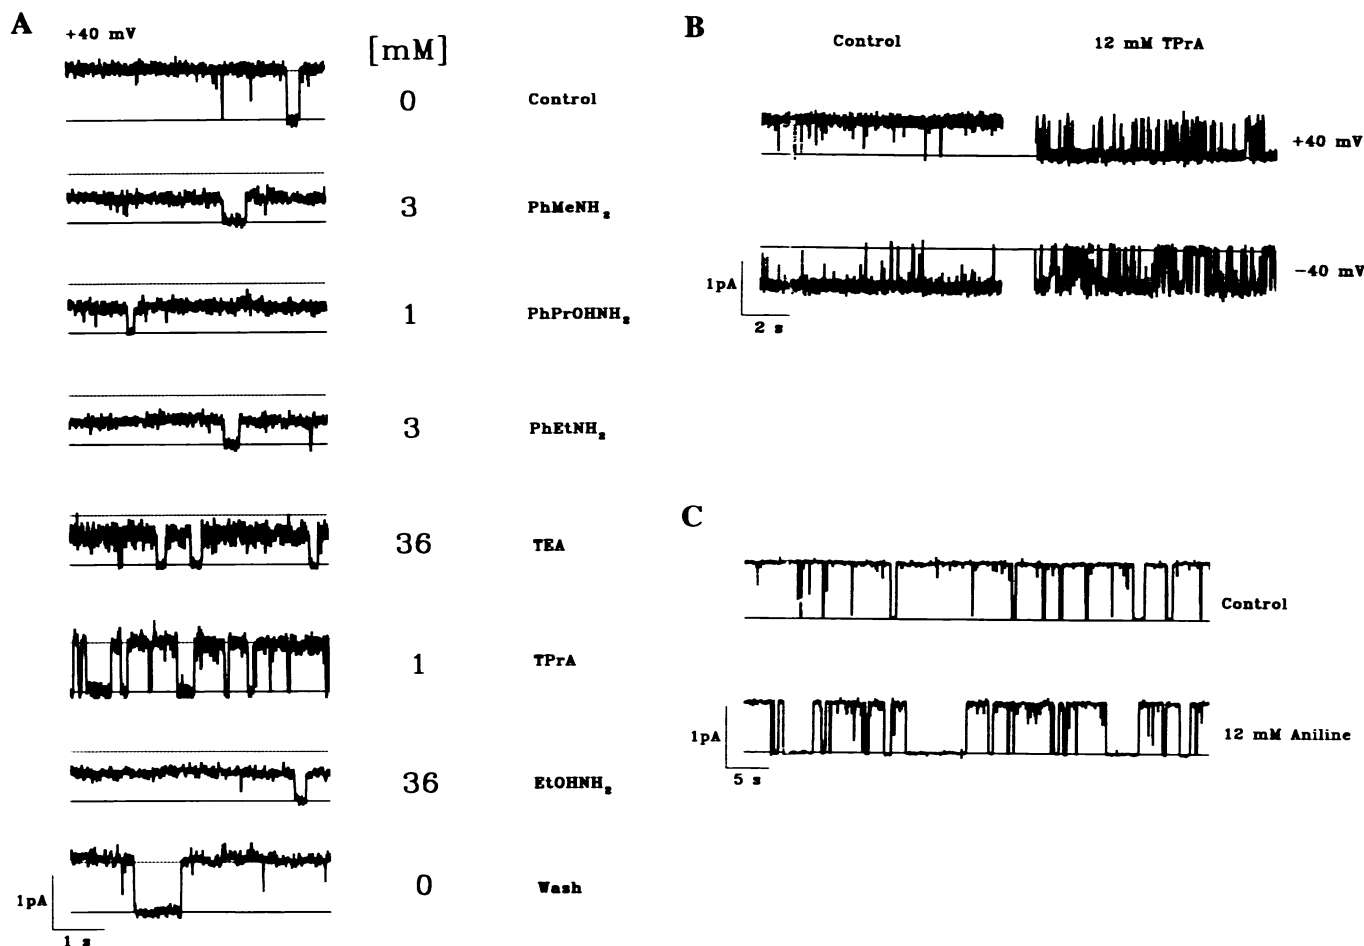 A
+40 mV
[mM]
0 Control
3 PhMeNH2
1 PhPrOHNH2
3 PhEtNH2
36 TEA
1 TPrA
36 EtOHNH2
0 Wash
1pA
1 s
B
Control 12 mM TPrA
+40 mV
-40 mV
1pA
2 s
C
Control
12 mM Aniline
1pA
5 s